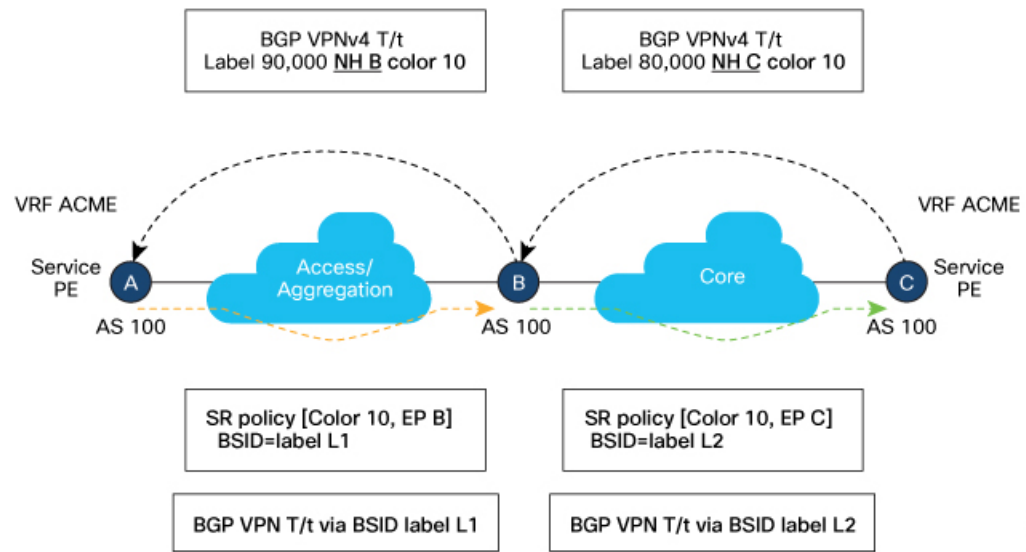 BGP VPNv4 T/t
Label 90,000 NH B color 10
BGP VPNv4 T/t
Label 80,000 NH C color 10
VRF ACME
VRF ACME
Service
PE
A
Access/
Aggregation
B
Core
C
Service
PE
AS 100
AS 100
AS 100
SR policy [Color 10, EP B]
BSID=label L1
SR policy [Color 10, EP C]
BSID=label L2
BGP VPN T/t via BSID label L1
BGP VPN T/t via BSID label L2